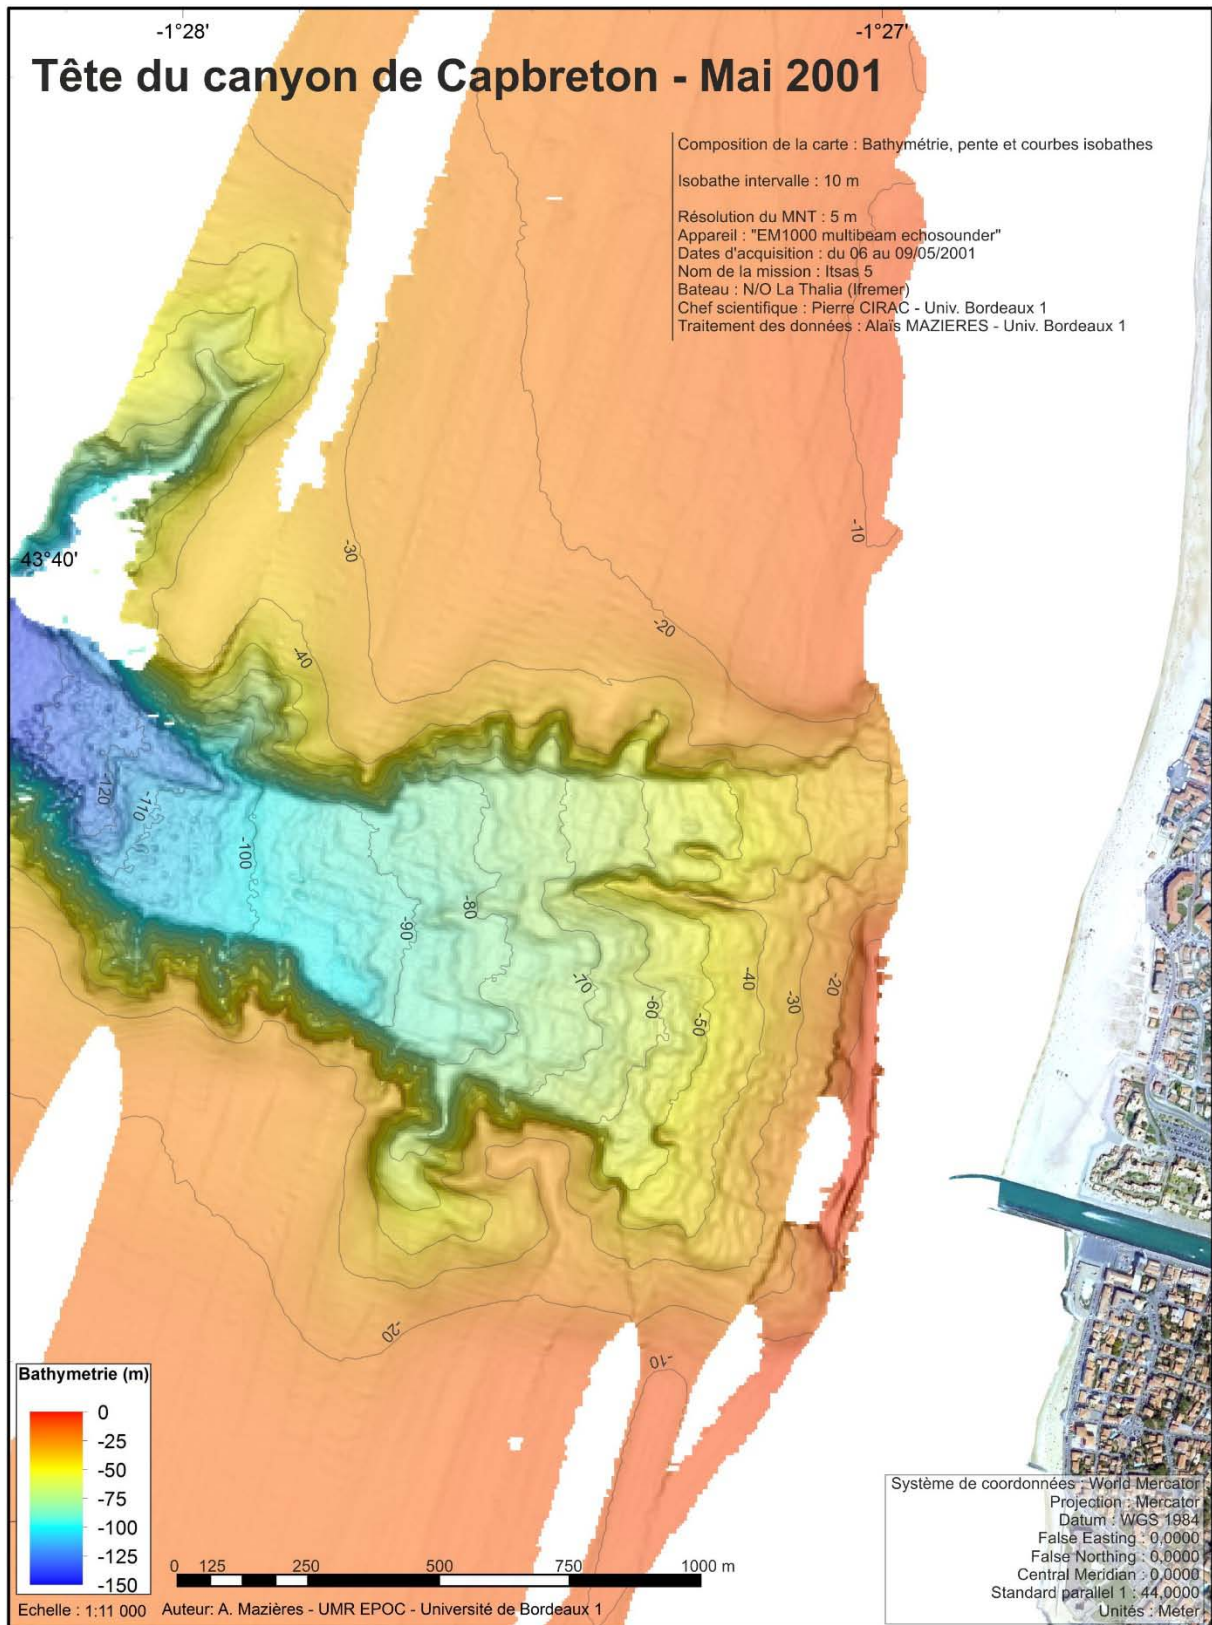 -1°28'
-1°27'
Tête du canyon de Capbreton - Mai 2001
Composition de la carte : Bathymétrie, pente et courbes isobathes
Isobathe intervalle : 10 m
Résolution du MNT : 5 m
Appareil : "EM1000 multibeam echosounder"
Dates d'acquisition : du 06 au 09/05/2001
Nom de la mission : Itsas 5
Bateau : N/O La Thalia (Ifremer)
Chef scientifique : Pierre CIRAC - Univ. Bordeaux 1
Traitement des données : Alaïs MAZIERES - Univ. Bordeaux 1
-10
-30
43°40'
-20
-40
-120
-110
-100
-90
-80
-70
-60
-50
-40
-30
-20
-20
-10
Bathymetrie (m)
0
-25
-50
-75
-100
-125
-150
0 125 250 500 750 1000 m
Echelle : 1:11 000
Auteur: A. Mazières - UMR EPOC - Université de Bordeaux 1
Système de coordonnées : World Mercator
Projection : Mercator
Datum : WGS 1984
False Easting : 0,0000
False Northing : 0,0000
Central Meridian : 0,0000
Standard parallel 1 : 44,0000
Unités : Meter